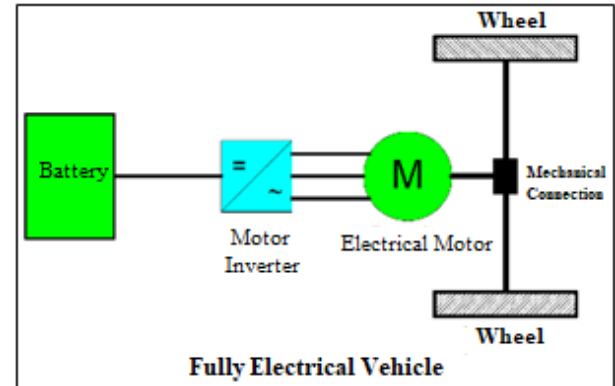 Wheel
Battery
=
~
M
Mechanical
Connection
Motor
Inverter
Electrical Motor
Wheel
Fully Electrical Vehicle